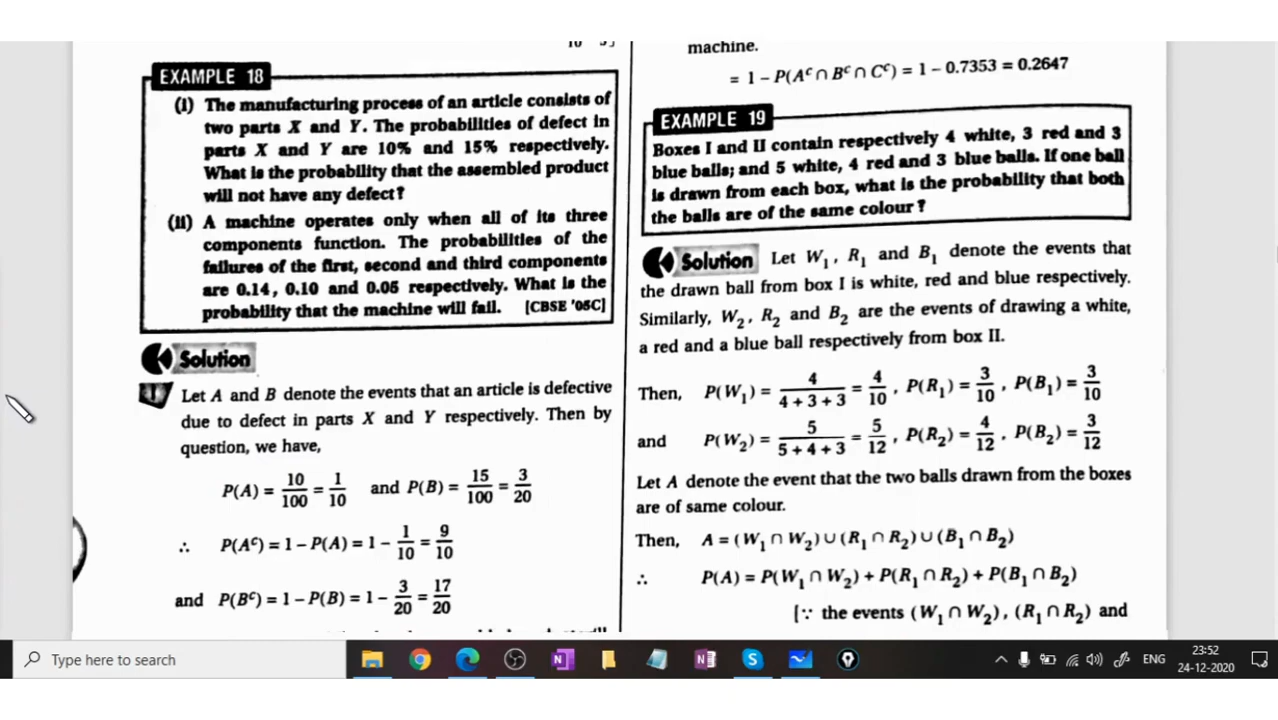 EXAMPLE 18
(i) The manufacturing process of an article consists of
two parts X and Y. The probabilities of defect in
parts X and Y are 10% and 15% respectively.
What is the probability that the assembled product
will not have any defect?
(ii) A machine operates only when all of its three
components function. The probabilities of the
failures of the first, second and third components
are 0.14, 0.10 and 0.05 respectively. What is the
probability that the machine will fail. [CBSE '05C]
Solution
Let A and B denote the events that an article is defective
due to defect in parts X and Y respectively. Then by
question, we have,
P(A) = 10/100 = 1/10 and P(B) = 15/100 = 3/20
∴ P(Aᶜ) = 1 − P(A) = 1 − 1/10 = 9/10
and P(Bᶜ) = 1 − P(B) = 1 − 3/20 = 17/20
machine.
= 1 − P(Aᶜ ∩ Bᶜ ∩ Cᶜ) = 1 − 0.7353 = 0.2647
EXAMPLE 19
Boxes I and II contain respectively 4 white, 3 red and 3
blue balls; and 5 white, 4 red and 3 blue balls. If one ball
is drawn from each box, what is the probability that both
the balls are of the same colour?
Solution Let W₁, R₁ and B₁ denote the events that
the drawn ball from box I is white, red and blue respectively.
Similarly, W₂, R₂ and B₂ are the events of drawing a white,
a red and a blue ball respectively from box II.
Then, P(W₁) = 4/(4 + 3 + 3) = 4/10, P(R₁) = 3/10, P(B₁) = 3/10
and P(W₂) = 5/(5 + 4 + 3) = 5/12, P(R₂) = 4/12, P(B₂) = 3/12
Let A denote the event that the two balls drawn from the boxes
are of same colour.
Then, A = (W₁ ∩ W₂) ∪ (R₁ ∩ R₂) ∪ (B₁ ∩ B₂)
∴ P(A) = P(W₁ ∩ W₂) + P(R₁ ∩ R₂) + P(B₁ ∩ B₂)
[∵ the events (W₁ ∩ W₂), (R₁ ∩ R₂) and
Type here to search
ENG
23:52
24-12-2020